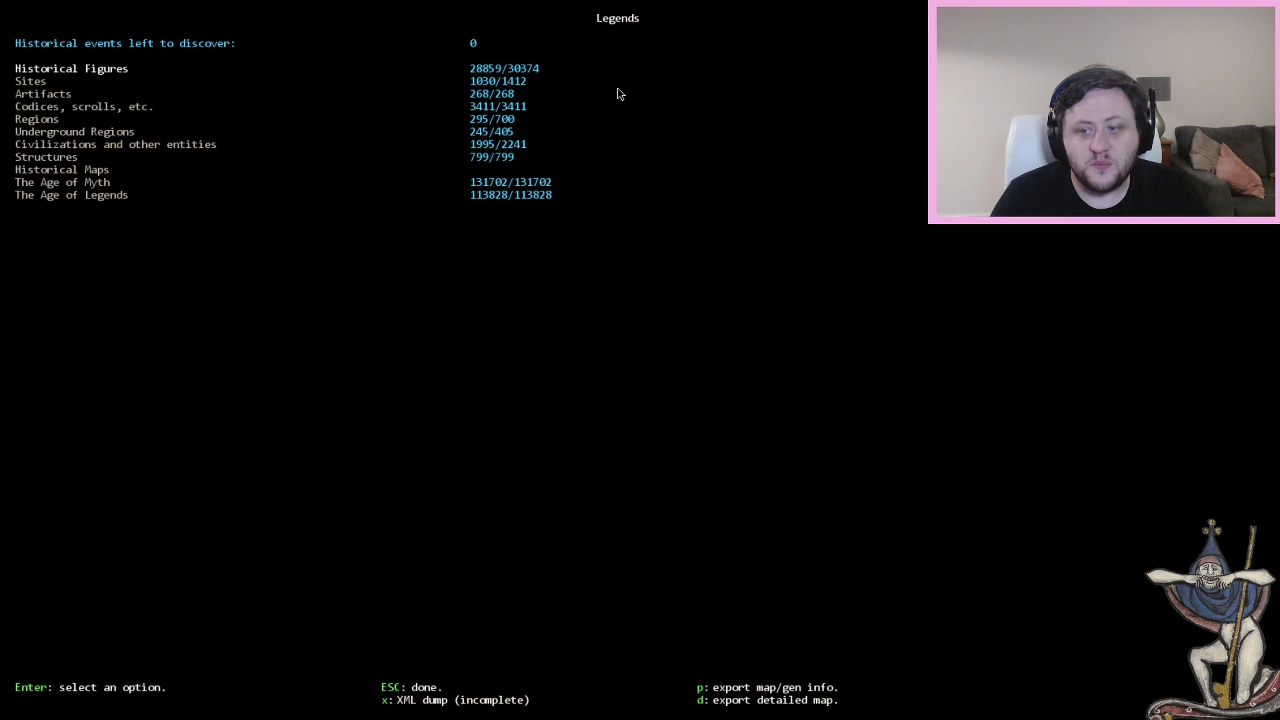 Legends
Historical events left to discover: 0
Historical Figures 28859/30374
Sites 1030/1412
Artifacts 268/268
Codices, scrolls, etc. 3411/3411
Regions 295/700
Underground Regions 245/405
Civilizations and other entities 1995/2241
Structures 799/799
Historical Maps
The Age of Myth 131702/131702
The Age of Legends 113828/113828
Enter: select an option. ESC: done. p: export map/gen info.
x: XML dump (incomplete) d: export detailed map.